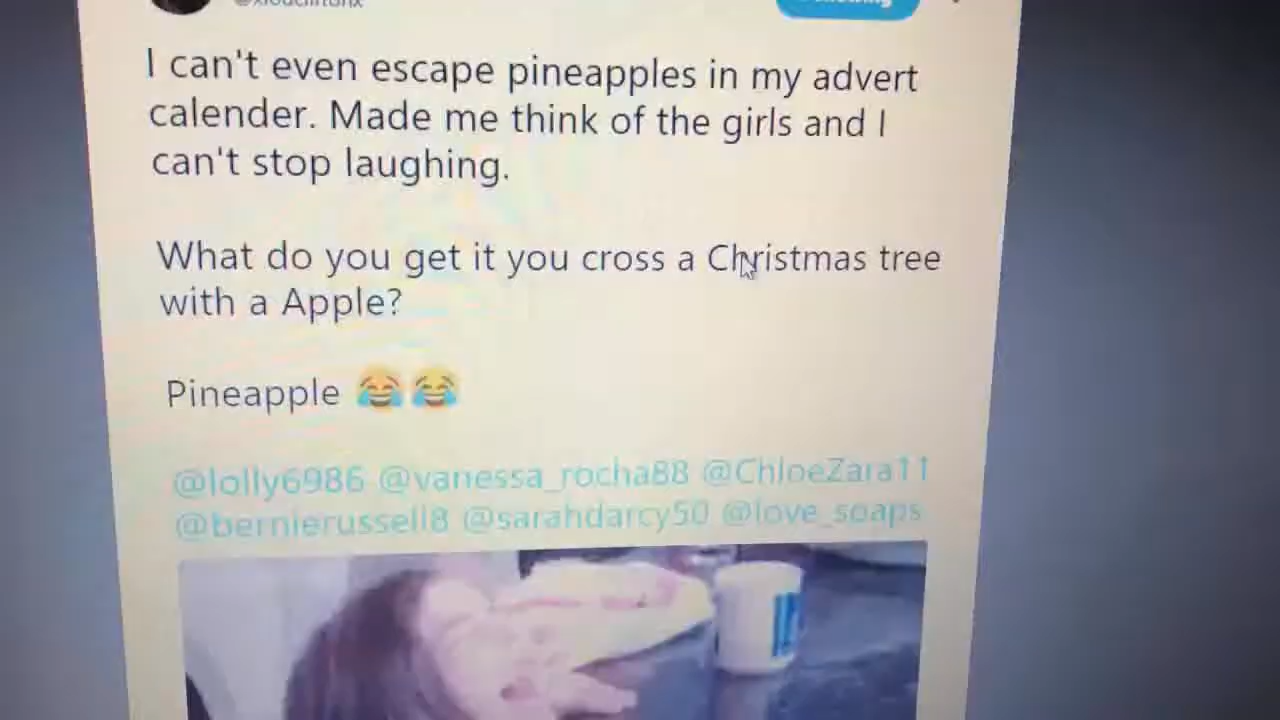 I can't even escape pineapples in my advert
calender. Made me think of the girls and I
can't stop laughing.
What do you get it you cross a Christmas tree
with a Apple?
Pineapple 😂😂
@lolly6986 @vanessa_rocha88 @ChloeZara11
@bernierussell8 @sarahdarcy50 @love_soaps